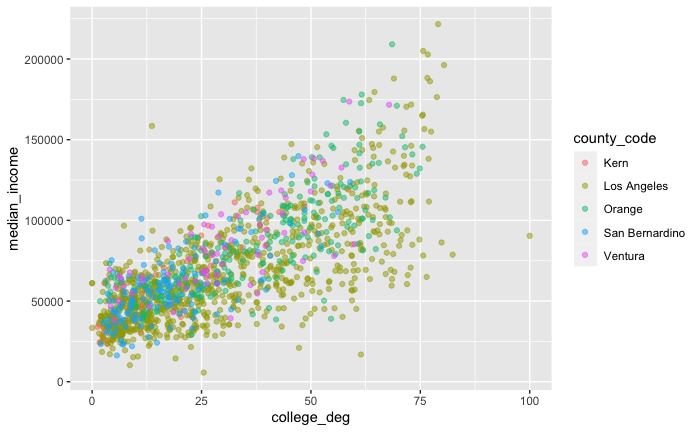 200000
150000
100000
50000
0
median_income
0 25 50 75 100
college_deg
county_code
Kern
Los Angeles
Orange
San Bernardino
Ventura